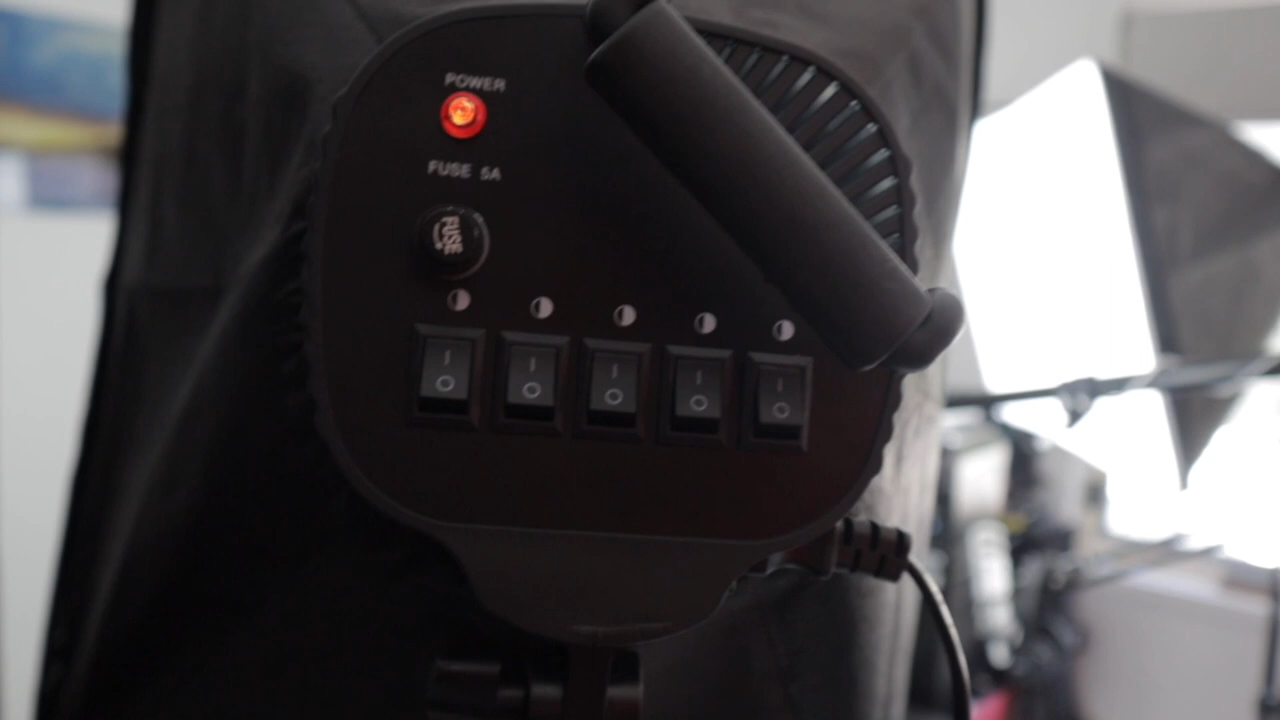 POWER
FUSE 5A
FUSE
I I I I I
O O O O O